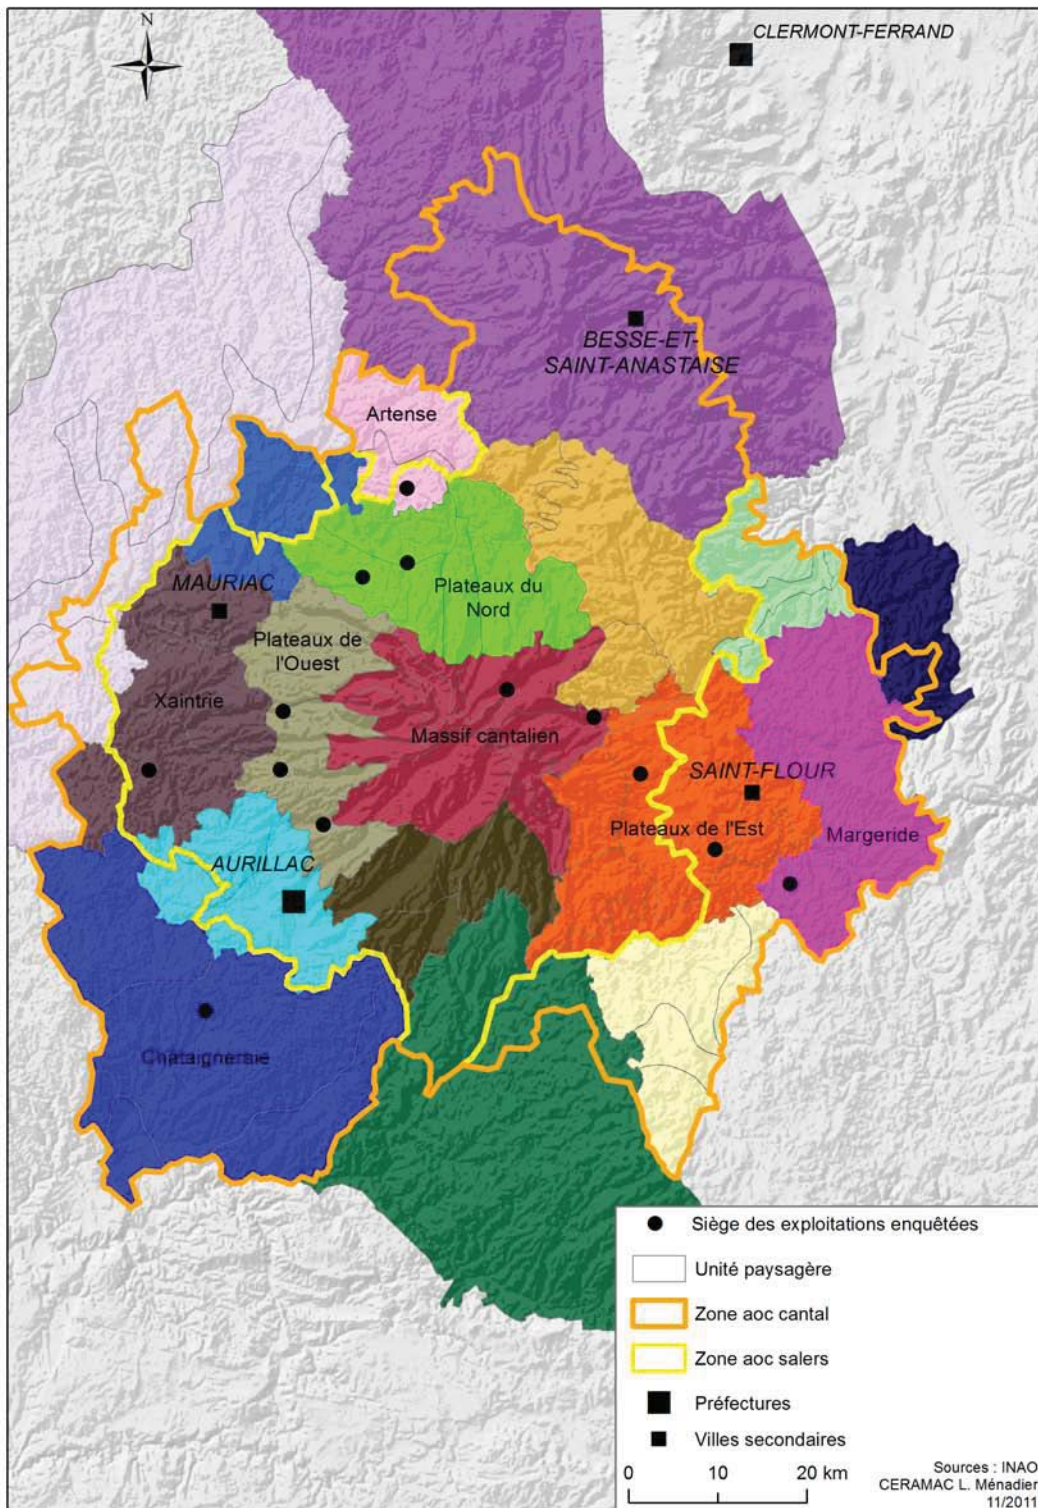 N
CLERMONT-FERRAND
BESSE-ET-
SAINT-ANASTAISE
Artense
MAURIAC
Plateaux du
Nord
Plateaux de
l'Ouest
Xaintrie
Massif cantalien
SAINT-FLOUR
Plateaux de l'Est
Margeride
AURILLAC
Châtaigneraie
Siège des exploitations enquêtées
Unité paysagère
Zone aoc cantal
Zone aoc salers
Préfectures
Villes secondaires
0 10 20 km
Sources : INAO
CERAMAC L. Ménadier
11/2011